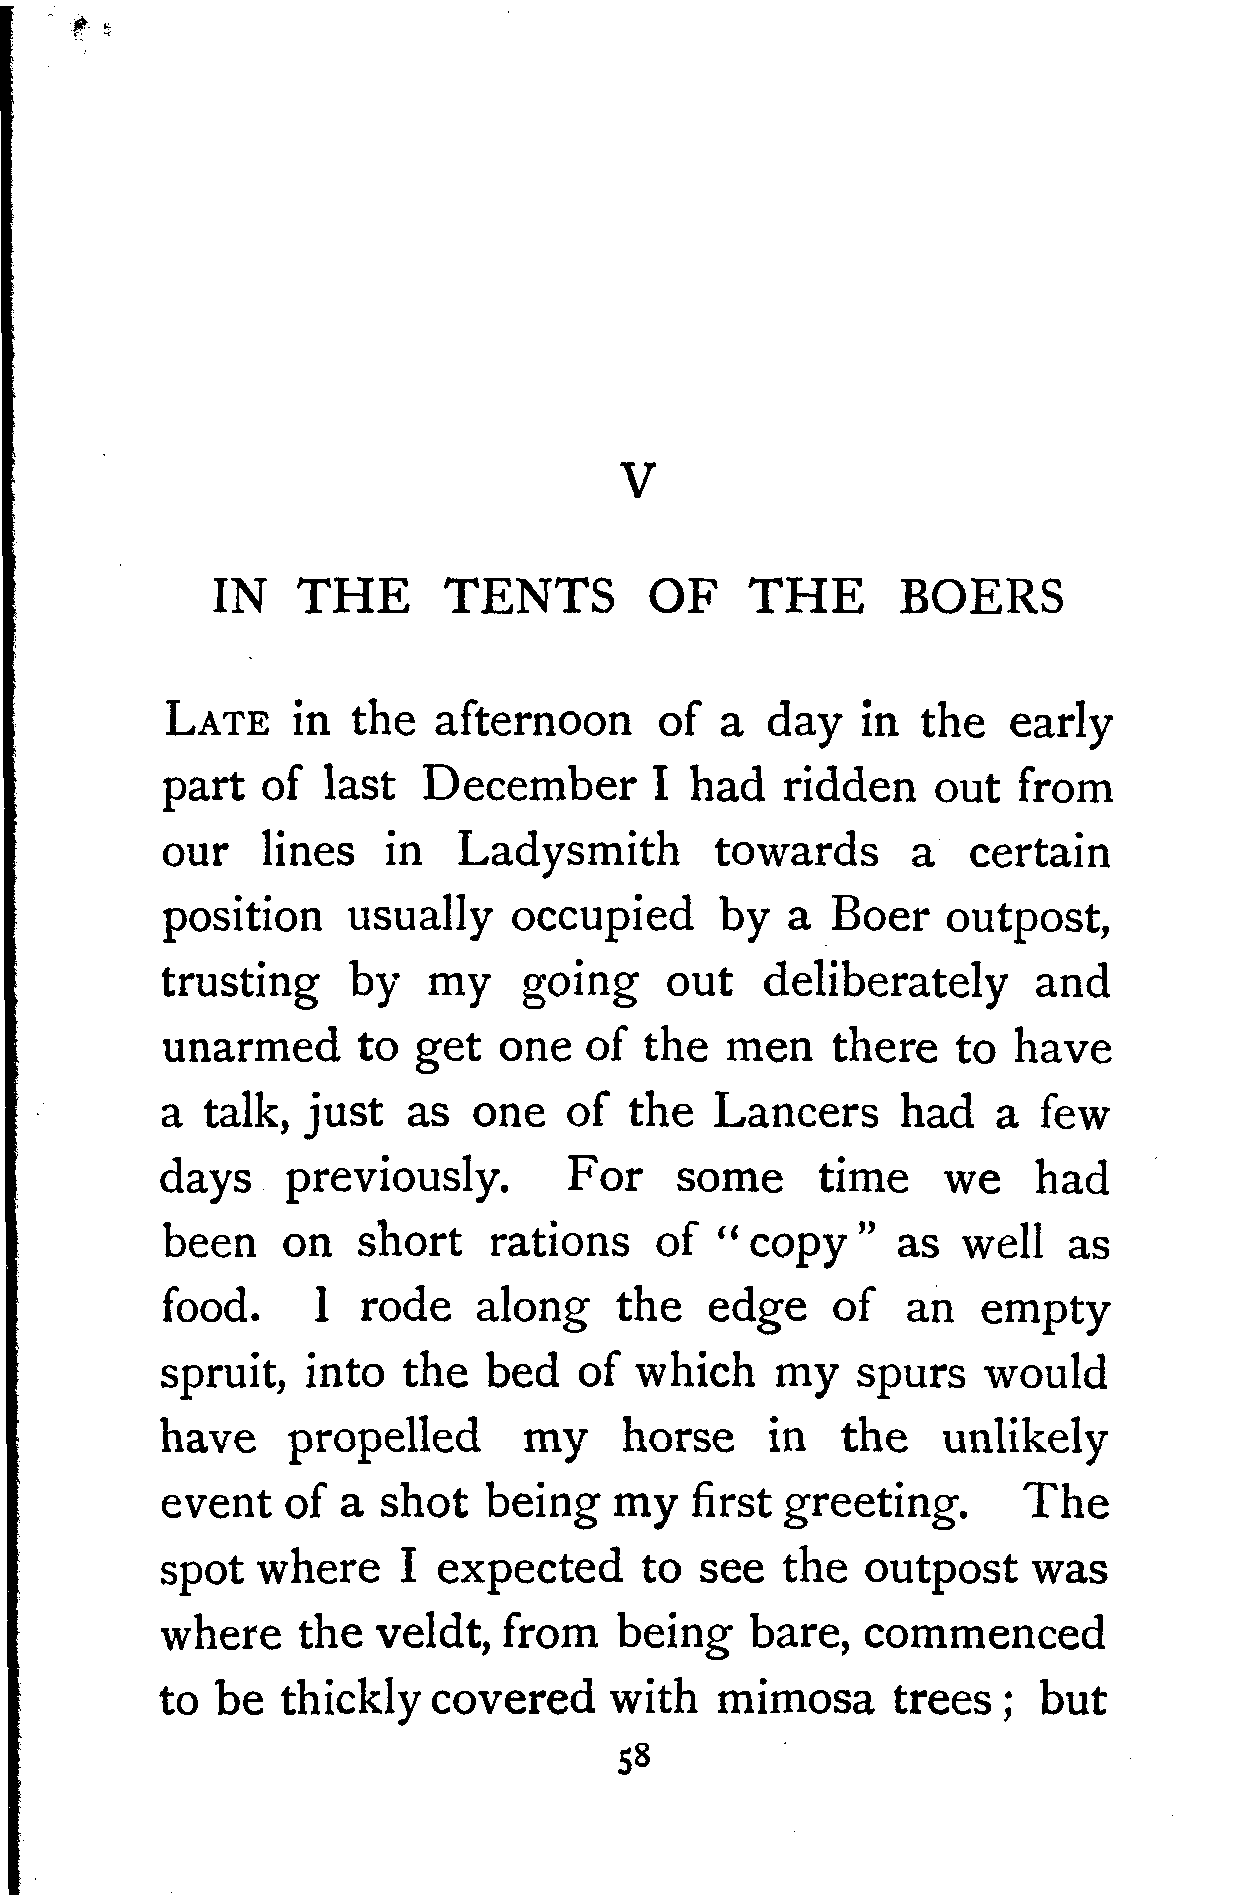 V
IN THE TENTS OF THE BOERS
LATE in the afternoon of a day in the early
part of last December I had ridden out from
our lines in Ladysmith towards a certain
position usually occupied by a Boer outpost,
trusting by my going out deliberately and
unarmed to get one of the men there to have
a talk, just as one of the Lancers had a few
days previously. For some time we had
been on short rations of “copy” as well as
food. I rode along the edge of an empty
spruit, into the bed of which my spurs would
have propelled my horse in the unlikely
event of a shot being my first greeting. The
spot where I expected to see the outpost was
where the veldt, from being bare, commenced
to be thickly covered with mimosa trees; but
58